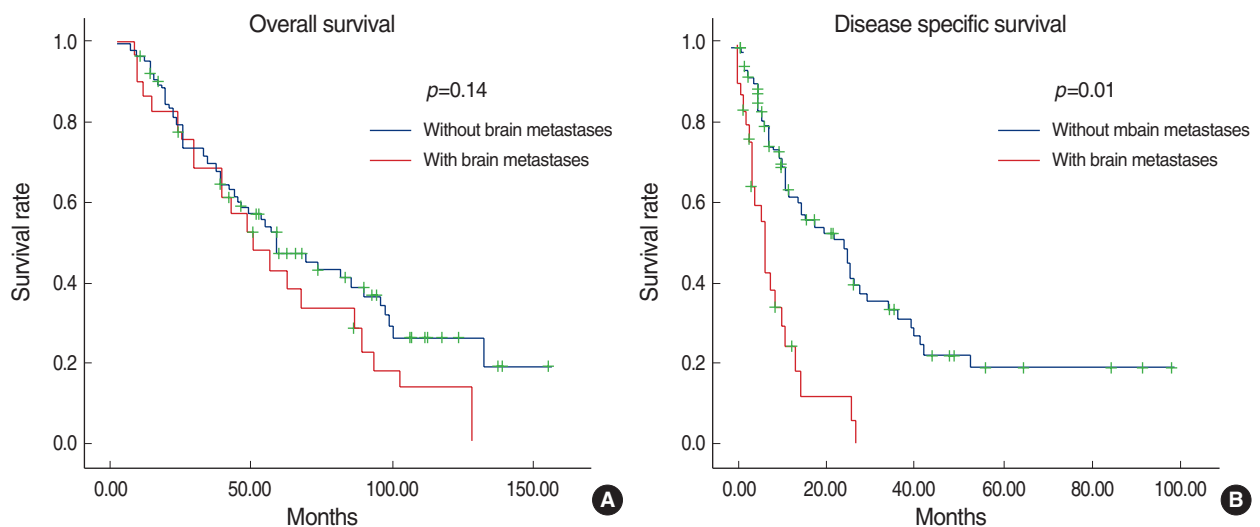 Overall survival
1.0
0.8
0.6
0.4
0.2
0.0
Survival rate
p=0.14
Without brain metastases
With brain metastases
0.00
50.00
100.00
150.00
Months
A
Disease specific survival
1.0
0.8
0.6
0.4
0.2
0.0
Survival rate
p=0.01
Without mbain metastases
With brain metastases
0.00
20.00
40.00
60.00
80.00
100.00
Months
B